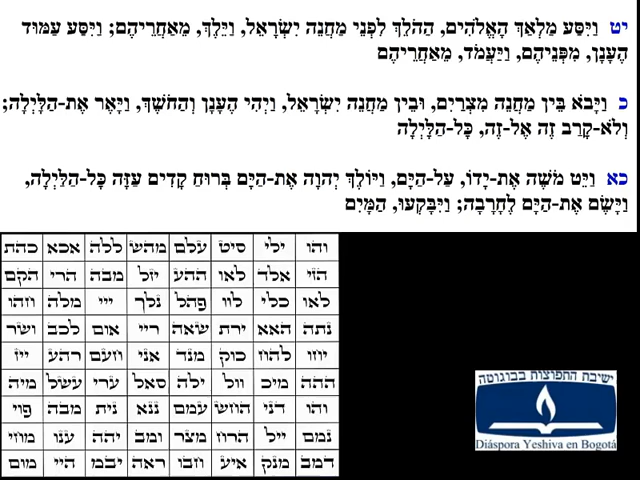 יט וַיִּסַּע מַלְאַךְ הָאֱלֹהִים, הַהֹלֵךְ לִפְנֵי מַחֲנֵה יִשְׂרָאֵל, וַיֵּלֶךְ, מֵאַחֲרֵיהֶם; וַיִּסַּע עַמּוּד
הֶעָנָן, מִפְּנֵיהֶם, וַיַּעֲמֹד, מֵאַחֲרֵיהֶם
כ וַיָּבֹא בֵּין מַחֲנֵה מִצְרַיִם, וּבֵין מַחֲנֵה יִשְׂרָאֵל, וַיְהִי הֶעָנָן וְהַחֹשֶׁךְ, וַיָּאֶר אֶת-הַלָּיְלָה;
וְלֹא-קָרַב זֶה אֶל-זֶה, כָּל-הַלָּיְלָה
כא וַיֵּט מֹשֶׁה אֶת-יָדוֹ, עַל-הַיָּם, וַיּוֹלֶךְ יְהוָה אֶת-הַיָּם בְּרוּחַ קָדִים עַזָּה כָּל-הַלַּיְלָה,
וַיָּשֶׂם אֶת-הַיָּם לֶחָרָבָה; וַיִּבָּקְעוּ, הַמָּיִם
והו ילי סיט עלם מהש ללה אכא כהת
הזי אלד לאו ההע יזל מבה הרי הקם
לאו כלי לוו פהל נלך ייי מלה חהו
נתה האא ירת שאה ריי אום לכב ושר
יחו להח כוק מנד אני חעם רהע ייז
ההה מיכ וול ילה סאל ערי עשל מיה
והו דני החש עמם ננא נית מבה פוי
נמם ייל הרח מצר ומב יהה ענו מחי
דמב מנק איע חבו ראה יבמ היי מום
ישיבת התפוצות בבוגוטה
Diáspora Yeshiva en Bogotá